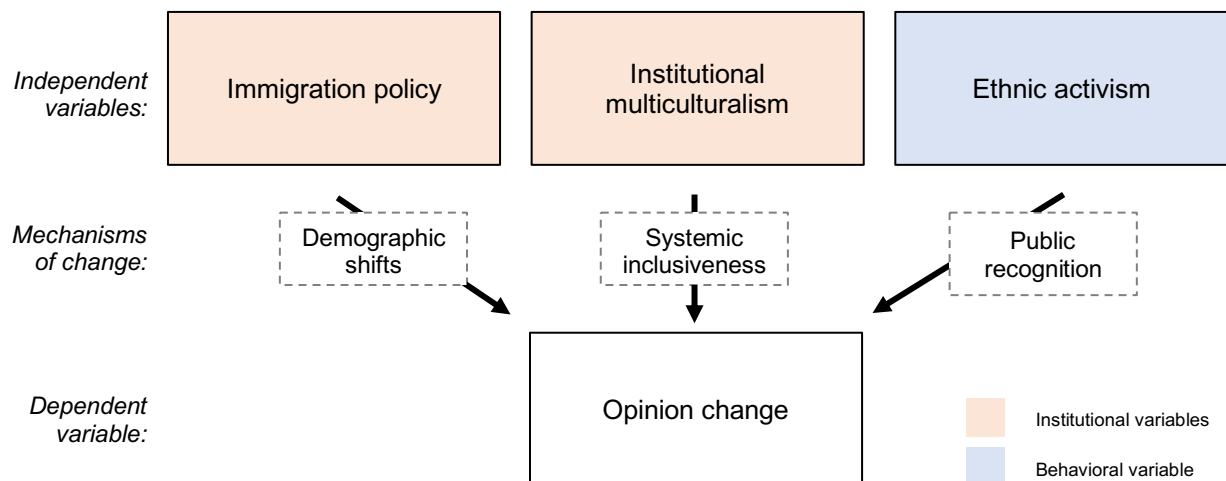 Independent
variables:
Immigration policy
Institutional
multiculturalism
Ethnic activism
Mechanisms
of change:
Demographic
shifts
Systemic
inclusiveness
Public
recognition
Dependent
variable:
Opinion change
Institutional variables
Behavioral variable